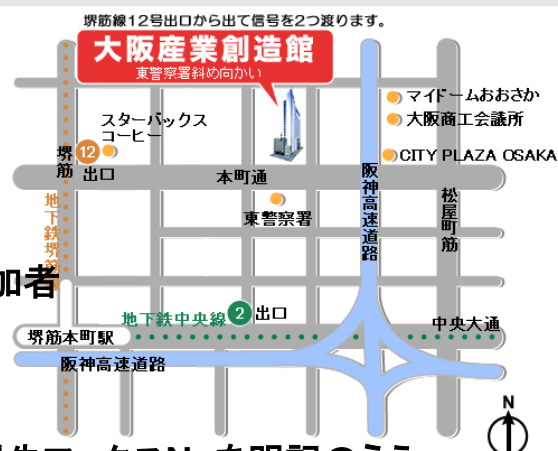 堺筋線12号出口から出て信号を2つ渡ります。
大阪産業創造館
東警察署斜め向かい
マイドームおおさか
スターバックス
コーヒー
大阪商工会議所
堺筋
12
出口
CITY PLAZA OSAKA
本町通
阪神高速道路
松屋町筋
東警察署
地下鉄堺筋線
加者
地下鉄中央線
2
出口
中央大通
堺筋本町駅
阪神高速道路
N